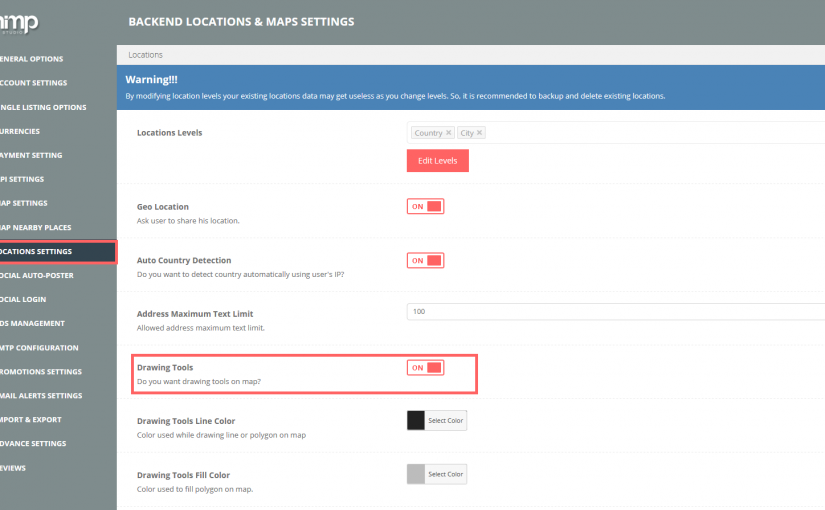 himp
BACKEND LOCATIONS & MAPS SETTINGS
ENERAL OPTIONS
CCOUNT SETTINGS
NGLE LISTING OPTIONS
URRENCIES
AYMENT SETTING
PI SETTINGS
AP SETTINGS
AP NEARBY PLACES
OCATIONS SETTINGS
OCIAL AUTO-POSTER
OCIAL LOGIN
DS MANAGEMENT
MTP CONFIGURATION
ROMOTIONS SETTINGS
MAIL ALERTS SETTINGS
MPORT & EXPORT
DVANCE SETTINGS
EVIEWS
Locations
Warning!!!
By modifying location levels your existing locations data may get useless as you change levels. So, it is recommended to backup and delete existing locations.
Locations Levels
Country × City ×
Edit Levels
Geo Location
Ask user to share his location.
ON
Auto Country Detection
Do you want to detect country automatically using user's IP?
ON
Address Maximum Text Limit
Allowed address maximum text limit.
100
Drawing Tools
Do you want drawing tools on map?
ON
Drawing Tools Line Color
Color used while drawing line or polygon on map
Select Color
Drawing Tools Fill Color
Color used to fill polygon on map.
Select Color